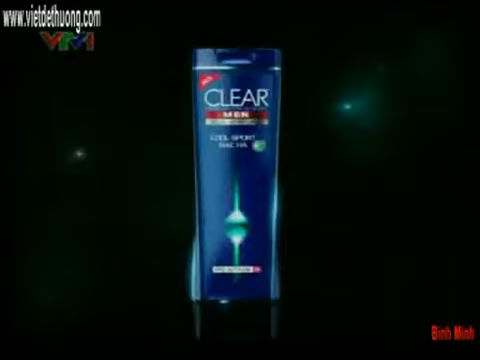 www.vietdethuong.com
VTV1
CLEAR
MEN
COOL SPORT
BẠC HÀ
Bình Minh